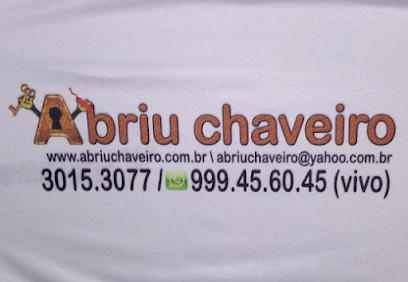 Abriu chaveiro
www.abriuchaveiro.com.br \ abriuchaveiro@yahoo.com.br
3015.3077 / 999.45.60.45 (vivo)